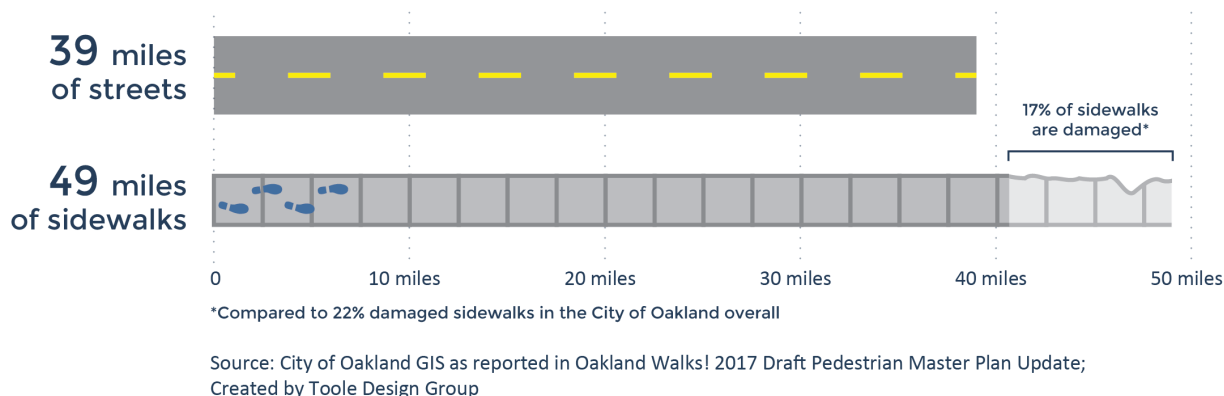 39 miles
of streets
17% of sidewalks
are damaged*
49 miles
of sidewalks
0 10 miles 20 miles 30 miles 40 miles 50 miles
*Compared to 22% damaged sidewalks in the City of Oakland overall
Source: City of Oakland GIS as reported in Oakland Walks! 2017 Draft Pedestrian Master Plan Update;
Created by Toole Design Group